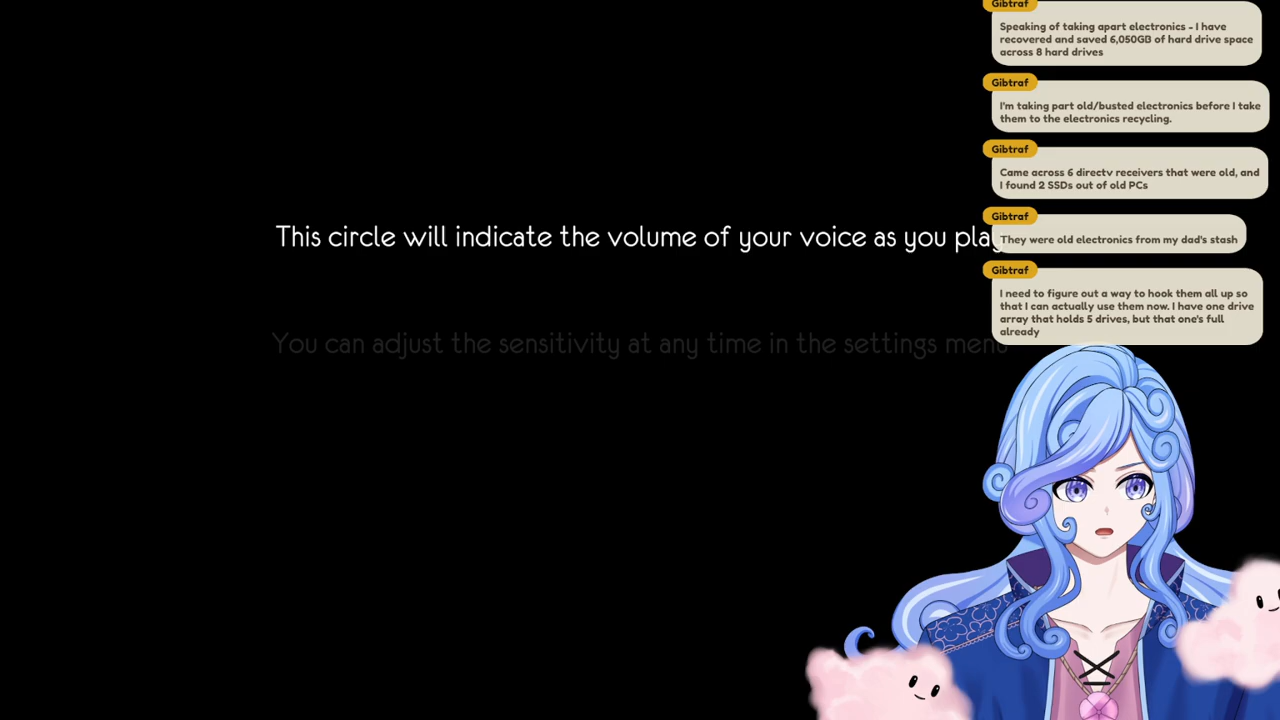 This circle will indicate the volume of your voice as you play
You can adjust the sensitivity at any time in the settings menu
Gibtraf
Speaking of taking apart electronics - I have
recovered and saved 6,050GB of hard drive space
across 8 hard drives
Gibtraf
I'm taking part old/busted electronics before I take
them to the electronics recycling.
Gibtraf
Came across 6 directv receivers that were old, and
I found 2 SSDs out of old PCs
Gibtraf
They were old electronics from my dad's stash
Gibtraf
I need to figure out a way to hook them all up so
that I can actually use them now. I have one drive
array that holds 5 drives, but that one's full
already